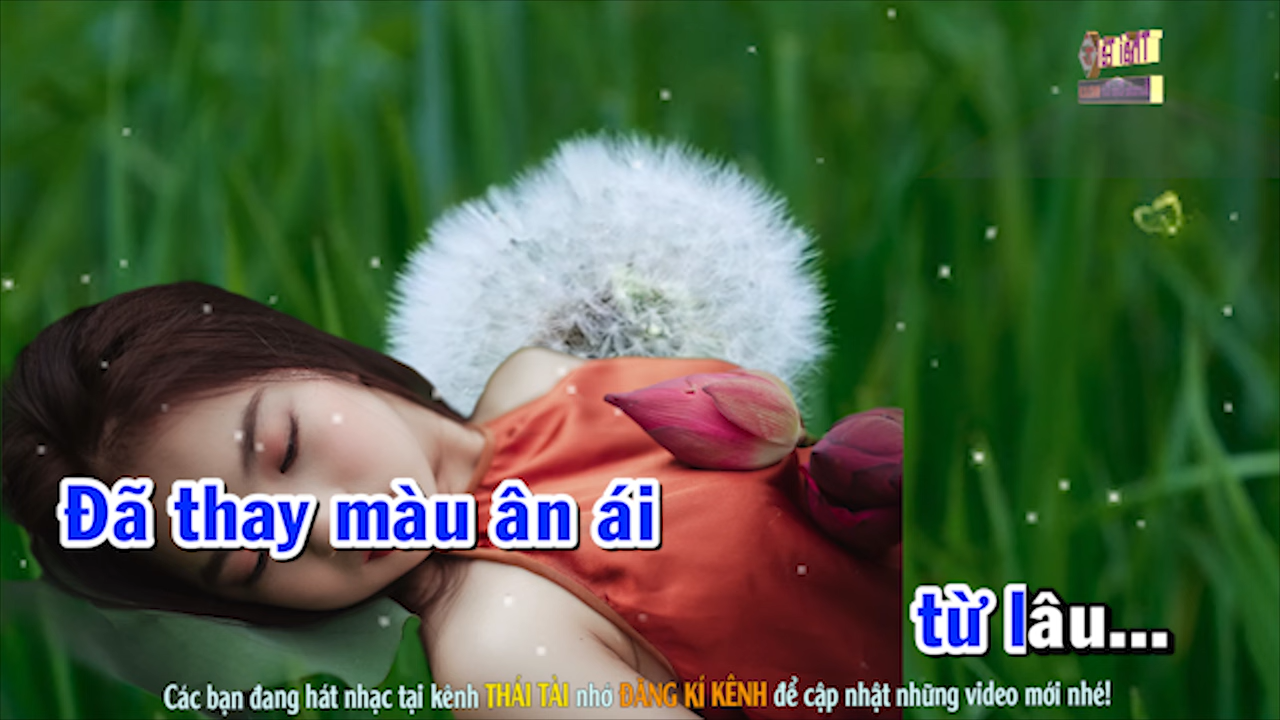 Đã thay màu ân ái
từ lâu...
Các bạn đang hát nhạc tại kênh THÁI TÀI nhớ ĐĂNG KÍ KÊNH để cập nhật những video mới nhé!